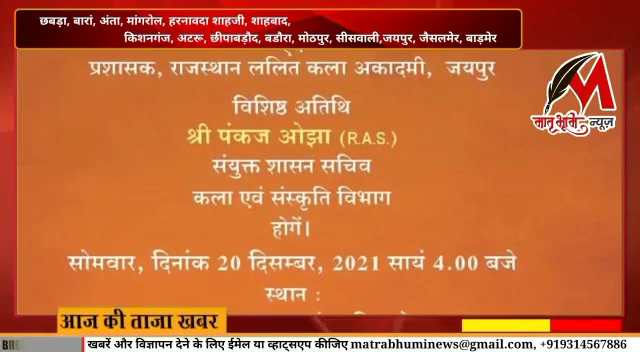 छबड़ा, बारां, अंता, मांगरोल, हरनावदा शाहजी, शाहबाद,
किशनगंज, अटरू, छीपाबड़ौद, बडौरा, मोठपुर, सीसवाली,जयपुर, जैसलमेर, बाड़मेर
प्रशासक, राजस्थान ललित कला अकादमी, जयपुर
विशिष्ठ अतिथि
श्री पंकज ओझा (R.A.S.)
संयुक्त शासन सचिव
कला एवं संस्कृति विभाग
होगें।
सोमवार, दिनांक 20 दिसम्बर, 2021 सायं 4.00 बजे
स्थान :
मातृभूमि न्यूज़
आज की ताजा खबर
खबरें और विज्ञापन देने के लिए ईमेल या व्हाट्सएप कीजिए matrabhuminews@gmail.com, +919314567886